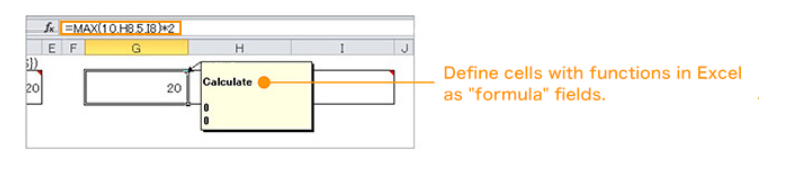 fx =MAX(10,H8.5,I8)*2
E F G H I J
;])
20 20 Calculate
0
0
Define cells with functions in Excel
as "formula" fields.